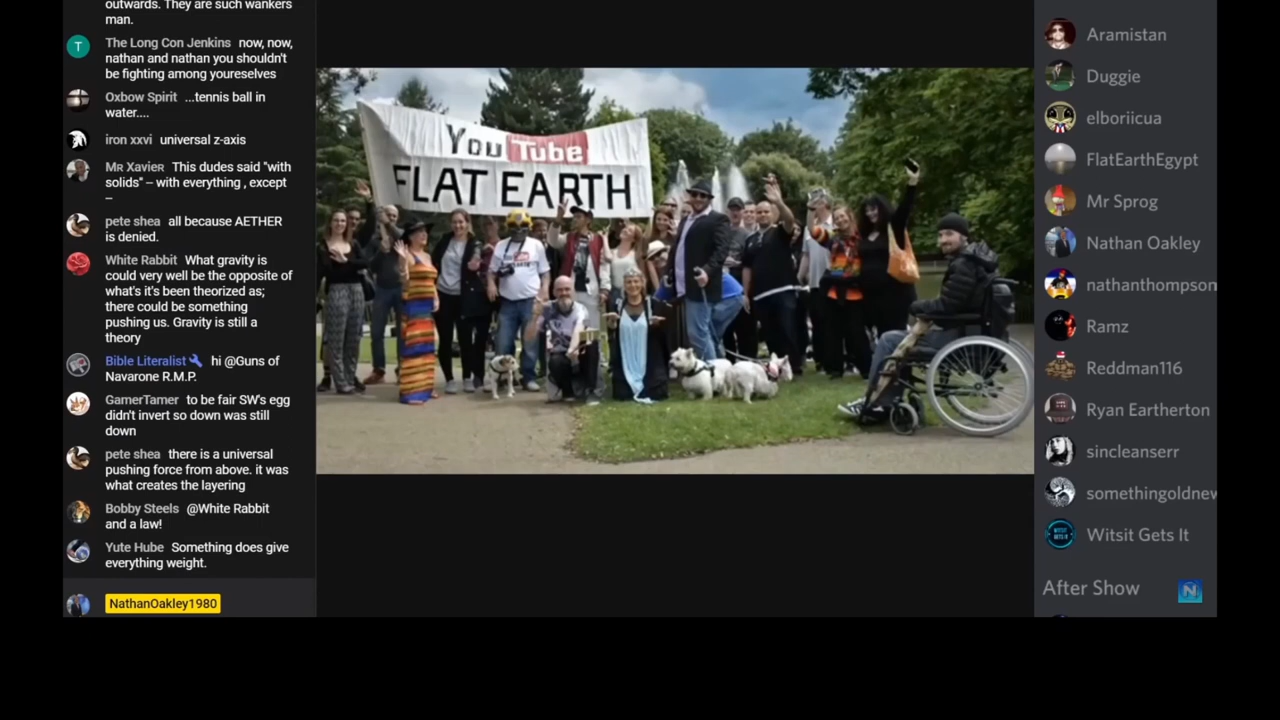 outwards. They are such wankers
man.
T
The Long Con Jenkins now, now,
nathan and nathan you shouldn't
be fighting among youreselves
Oxbow Spirit ...tennis ball in
water....
iron xxvi universal z-axis
Mr Xavier This dudes said "with
solids" – with everything , except
–
pete shea all because AETHER
is denied.
White Rabbit What gravity is
could very well be the opposite of
what's it's been theorized as;
there could be something
pushing us. Gravity is still a
theory
Bible Literalist hi @Guns of
Navarone R.M.P.
GamerTamer to be fair SW's egg
didn't invert so down was still
down
pete shea there is a universal
pushing force from above. it was
what creates the layering
Bobby Steels @White Rabbit
and a law!
Yute Hube Something does give
everything weight.
NathanOakley1980
YouTube
FLAT EARTH
Aramistan
Duggie
elboriicua
FlatEarthEgypt
Mr Sprog
Nathan Oakley
nathanthompson
Ramz
Reddman116
Ryan Eartherton
sincleanserr
somethingoldnew
Witsit Gets It
After Show
N